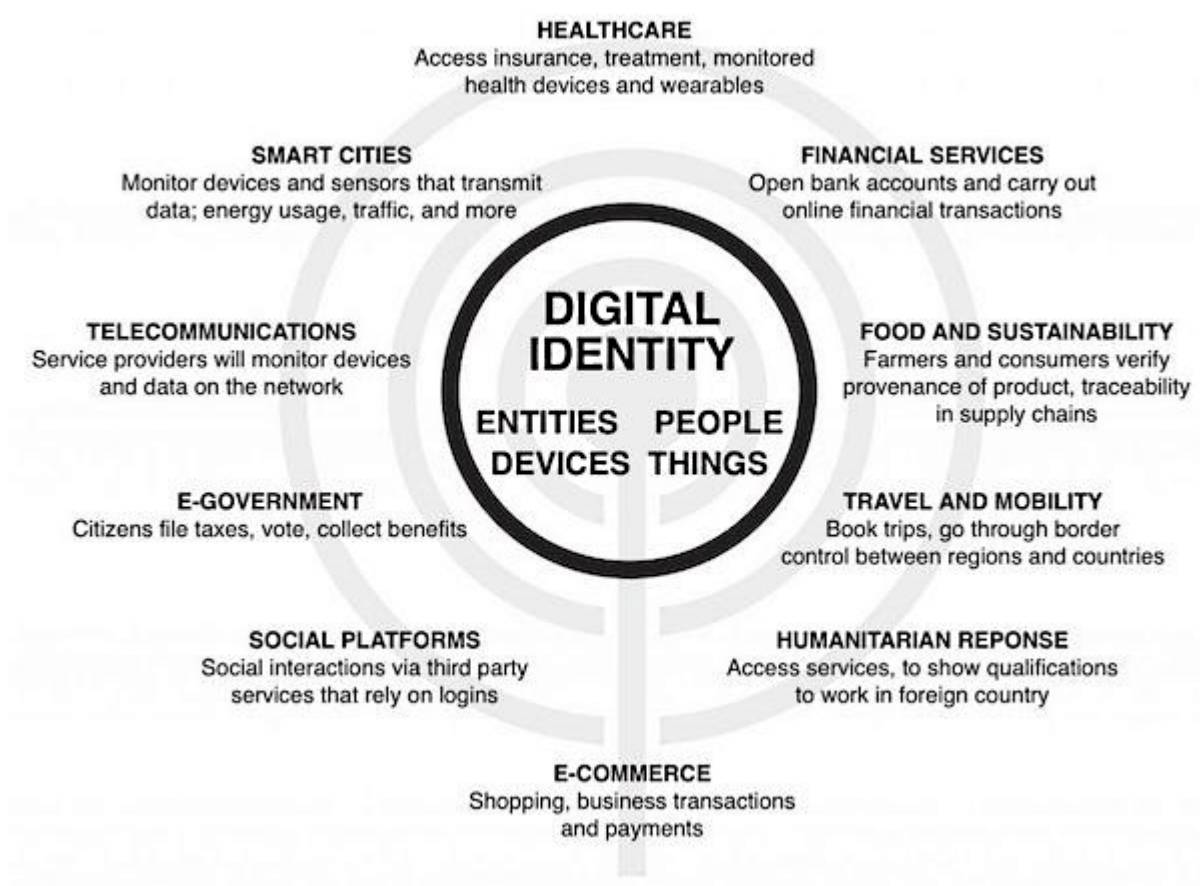 HEALTHCARE
Access insurance, treatment, monitored
health devices and wearables
SMART CITIES
Monitor devices and sensors that transmit
data; energy usage, traffic, and more
FINANCIAL SERVICES
Open bank accounts and carry out
online financial transactions
DIGITAL
IDENTITY
ENTITIES PEOPLE
DEVICES THINGS
TELECOMMUNICATIONS
Service providers will monitor devices
and data on the network
FOOD AND SUSTAINABILITY
Farmers and consumers verify
provenance of product, traceability
in supply chains
E-GOVERNMENT
Citizens file taxes, vote, collect benefits
TRAVEL AND MOBILITY
Book trips, go through border
control between regions and countries
SOCIAL PLATFORMS
Social interactions via third party
services that rely on logins
HUMANITARIAN REPONSE
Access services, to show qualifications
to work in foreign country
E-COMMERCE
Shopping, business transactions
and payments